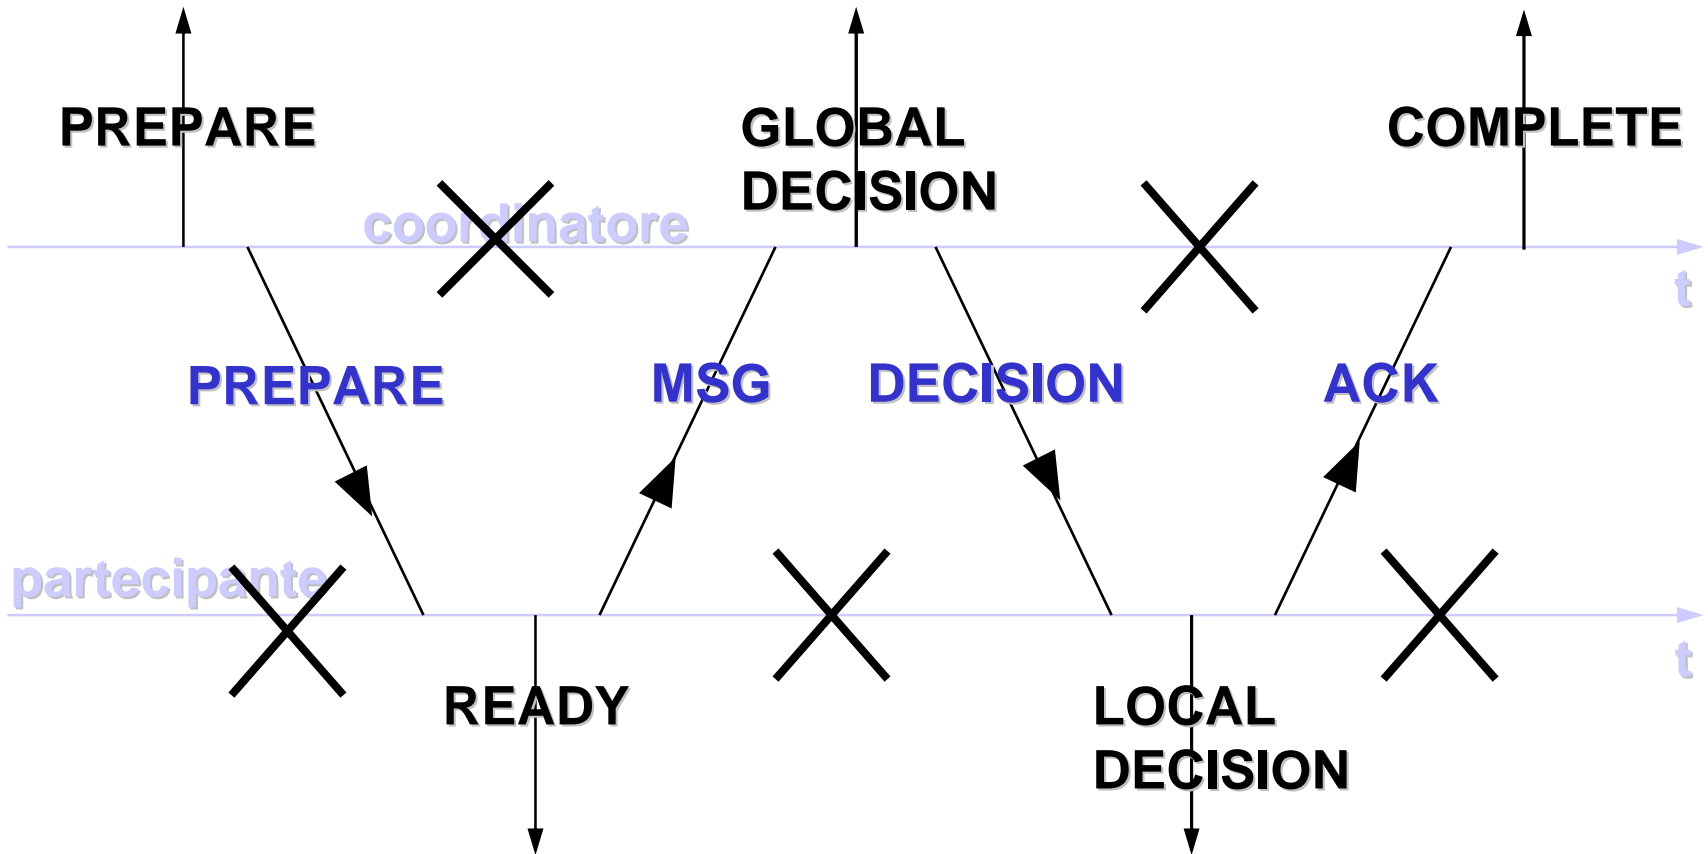 PREPARE
GLOBAL
DECISION
COMPLETE
coordinatore
t
PREPARE
MSG
DECISION
ACK
partecipante
t
READY
LOCAL
DECISION